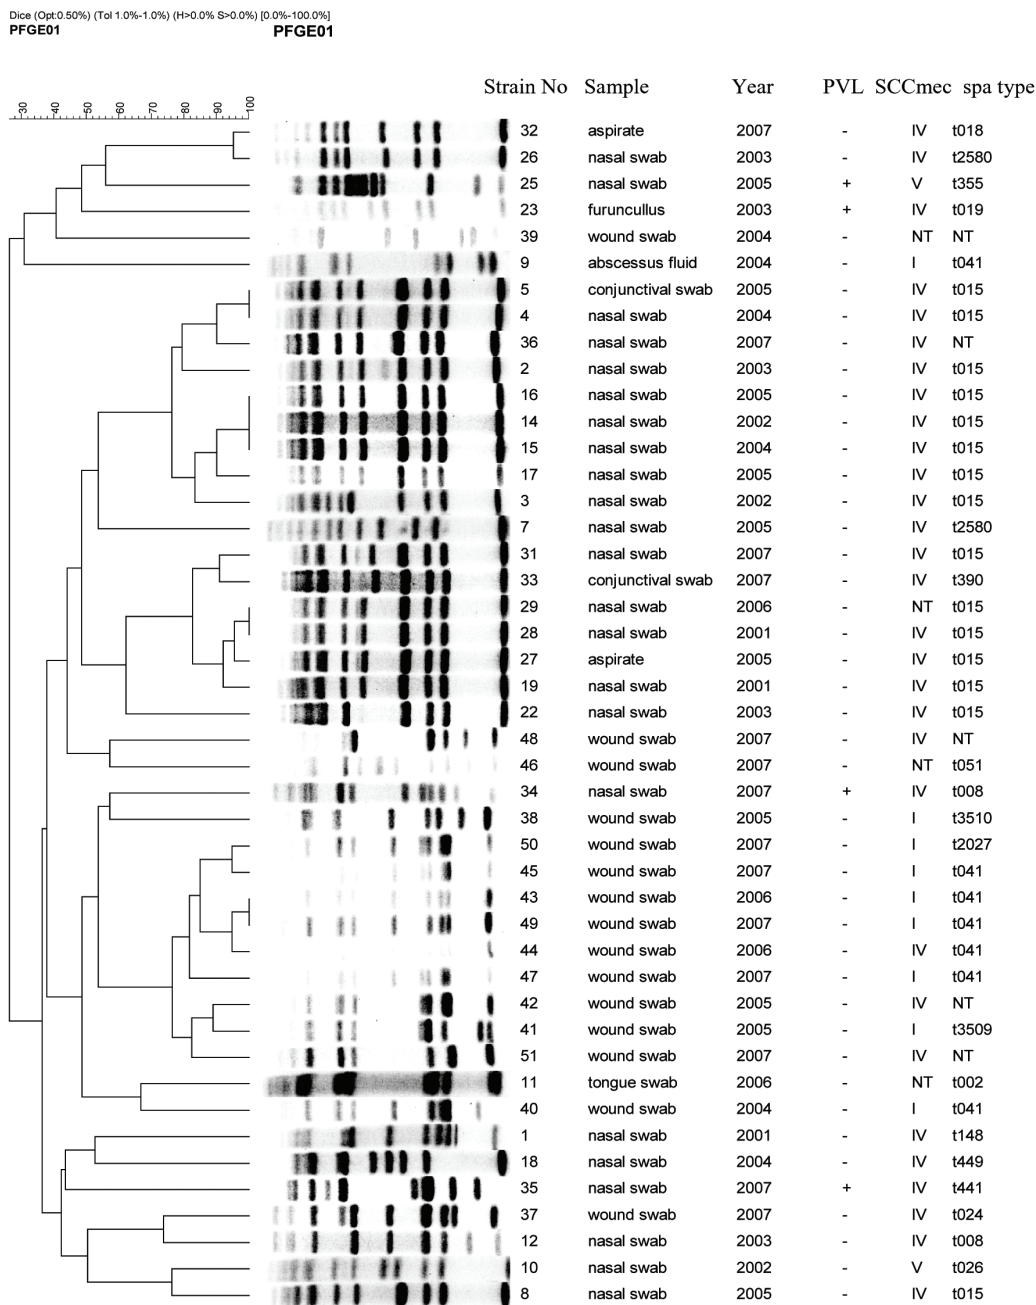 Dice (Opt:0.50%) (Tol 1.0%-1.0%) (H>0.0% S>0.0%) [0.0%-100.0%]
PFGE01 PFGE01
Strain No Sample Year PVL SCCmec spa type
30 40 50 60 70 80 90 100
32 aspirate 2007 - IV t018
26 nasal swab 2003 - IV t2580
25 nasal swab 2005 + V t355
23 furuncullus 2003 + IV t019
39 wound swab 2004 - NT NT
9 abscessus fluid 2004 - I t041
5 conjunctival swab 2005 - IV t015
4 nasal swab 2004 - IV t015
36 nasal swab 2007 - IV NT
2 nasal swab 2003 - IV t015
16 nasal swab 2005 - IV t015
14 nasal swab 2002 - IV t015
15 nasal swab 2004 - IV t015
17 nasal swab 2005 - IV t015
3 nasal swab 2002 - IV t015
7 nasal swab 2005 - IV t2580
31 nasal swab 2007 - IV t015
33 conjunctival swab 2007 - IV t390
29 nasal swab 2006 - NT t015
28 nasal swab 2001 - IV t015
27 aspirate 2005 - IV t015
19 nasal swab 2001 - IV t015
22 nasal swab 2003 - IV t015
48 wound swab 2007 - IV NT
46 wound swab 2007 - NT t051
34 nasal swab 2007 + IV t008
38 wound swab 2005 - I t3510
50 wound swab 2007 - I t2027
45 wound swab 2007 - I t041
43 wound swab 2006 - I t041
49 wound swab 2007 - I t041
44 wound swab 2006 - IV t041
47 wound swab 2007 - I t041
42 wound swab 2005 - IV NT
41 wound swab 2005 - I t3509
51 wound swab 2007 - IV NT
11 tongue swab 2006 - NT t002
40 wound swab 2004 - I t041
1 nasal swab 2001 - IV t148
18 nasal swab 2004 - IV t449
35 nasal swab 2007 + IV t441
37 wound swab 2007 - IV t024
12 nasal swab 2003 - IV t008
10 nasal swab 2002 - V t026
8 nasal swab 2005 - IV t015